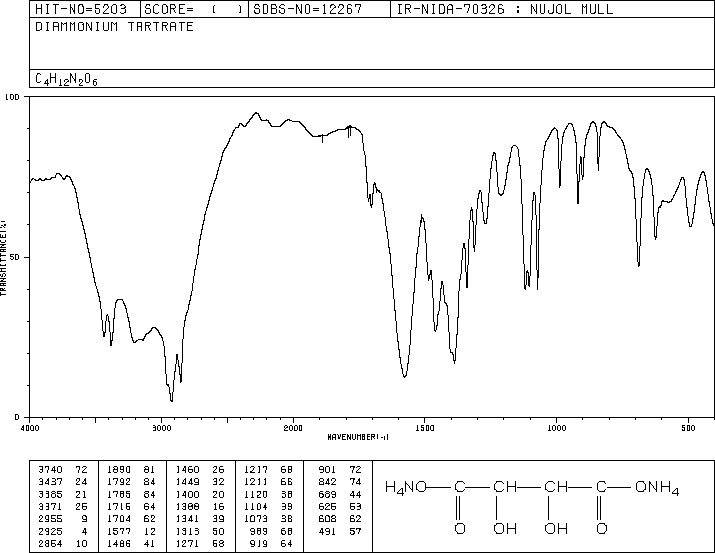 HIT-NO=5203 SCORE= ( ) SDBS-NO=12267 IR-NIDA-70326 : NUJOL MULL
DIAMMONIUM TARTRATE
C4H12N2O6
100
50
0
TRANSMITTANCE(%)
4000 3000 2000 1500 1000 500
WAVENUMBER(-1)
3740 72 1890 81 1460 26 1217 68 901 72
3437 24 1792 84 1449 32 1211 66 842 74
3385 21 1785 84 1400 20 1120 38 689 44
3371 26 1716 64 1388 16 1104 39 625 53
2955 9 1704 62 1341 39 1073 38 608 62
2925 4 1577 12 1313 50 989 68 491 57
2854 10 1486 41 1271 58 919 64
H4NO C CH CH C ONH4
O OH OH O